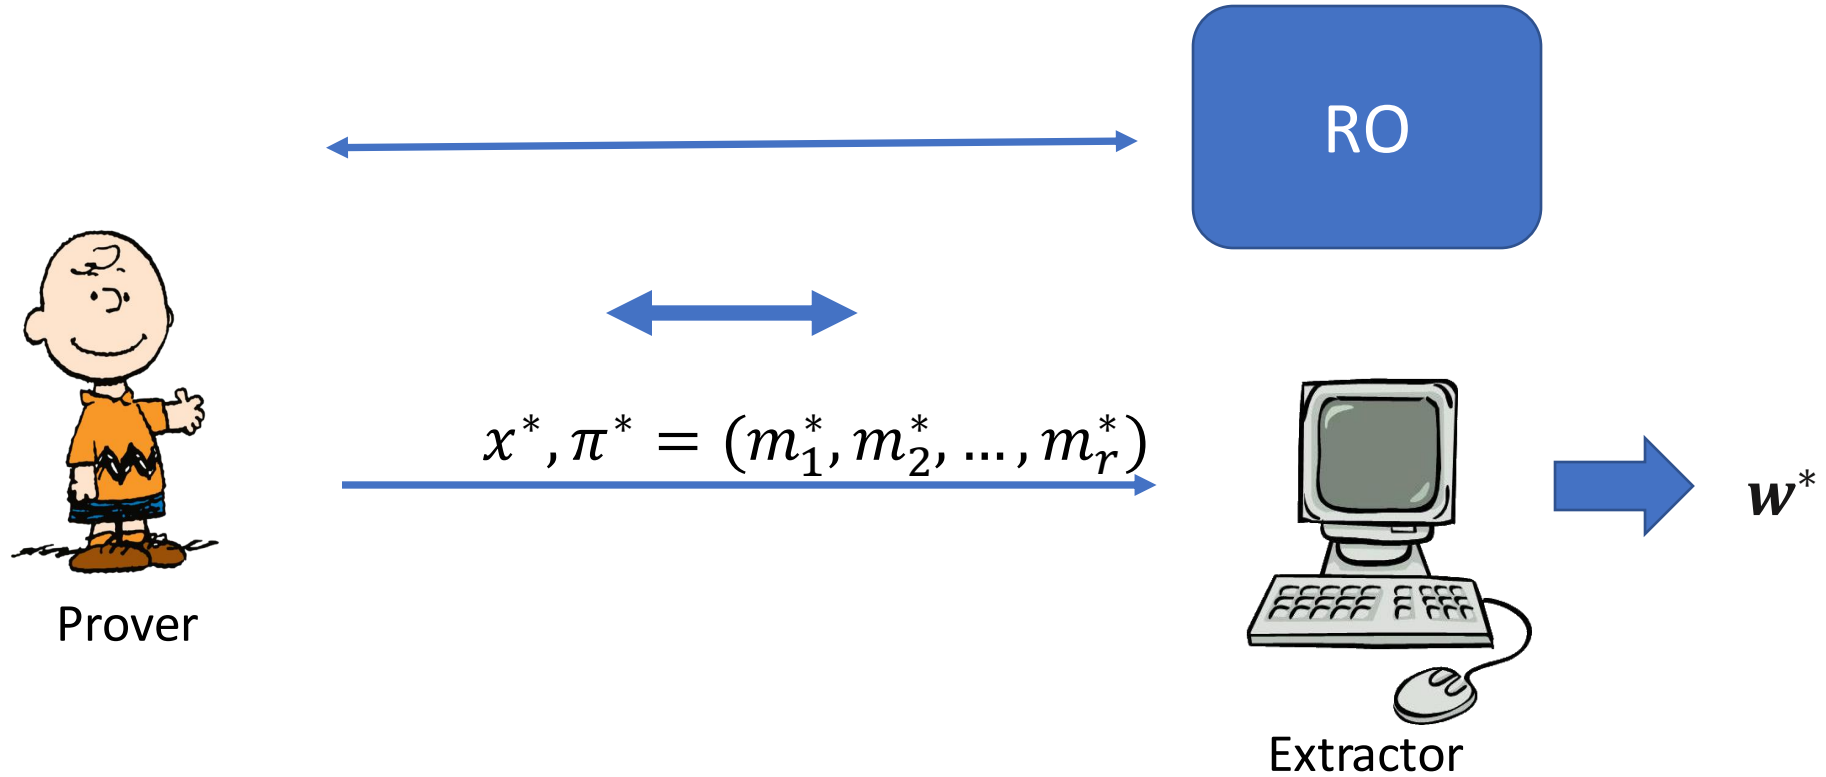 RO
x*, π* = (m₁*, m₂*, ..., mᵣ*)
w*
Prover
Extractor